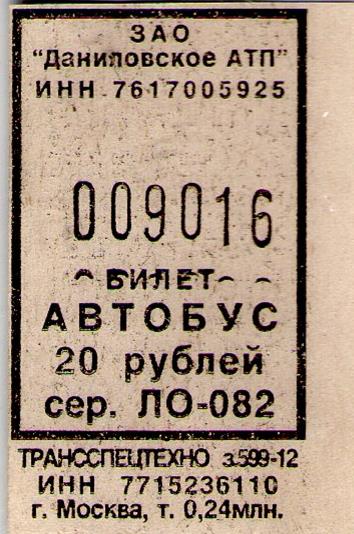 ЗАО
"Даниловское АТП"
ИНН 7617005925
009016
БИЛЕТ
АВТОБУС
20 рублей
сер. ЛО-082
ТРАНССПЕЦТЕХНО з.599-12
ИНН 7715236110
г. Москва, т. 0,24млн.